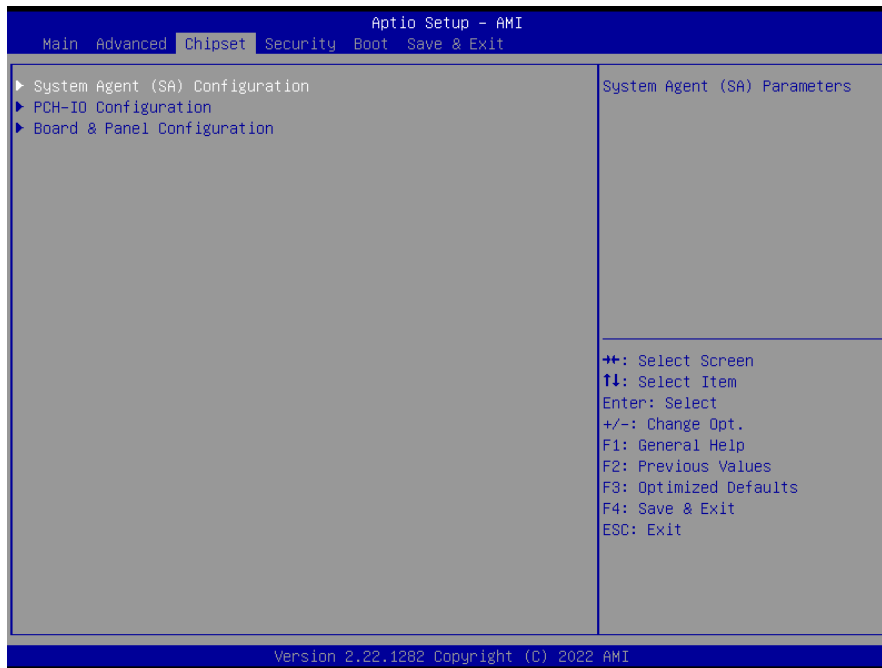 Aptio Setup – AMI
Main Advanced Chipset Security Boot Save & Exit
▶ System Agent (SA) Configuration
▶ PCH-IO Configuration
▶ Board & Panel Configuration
System Agent (SA) Parameters
→←: Select Screen
↑↓: Select Item
Enter: Select
+/-: Change Opt.
F1: General Help
F2: Previous Values
F3: Optimized Defaults
F4: Save & Exit
ESC: Exit
Version 2.22.1282 Copyright (C) 2022 AMI